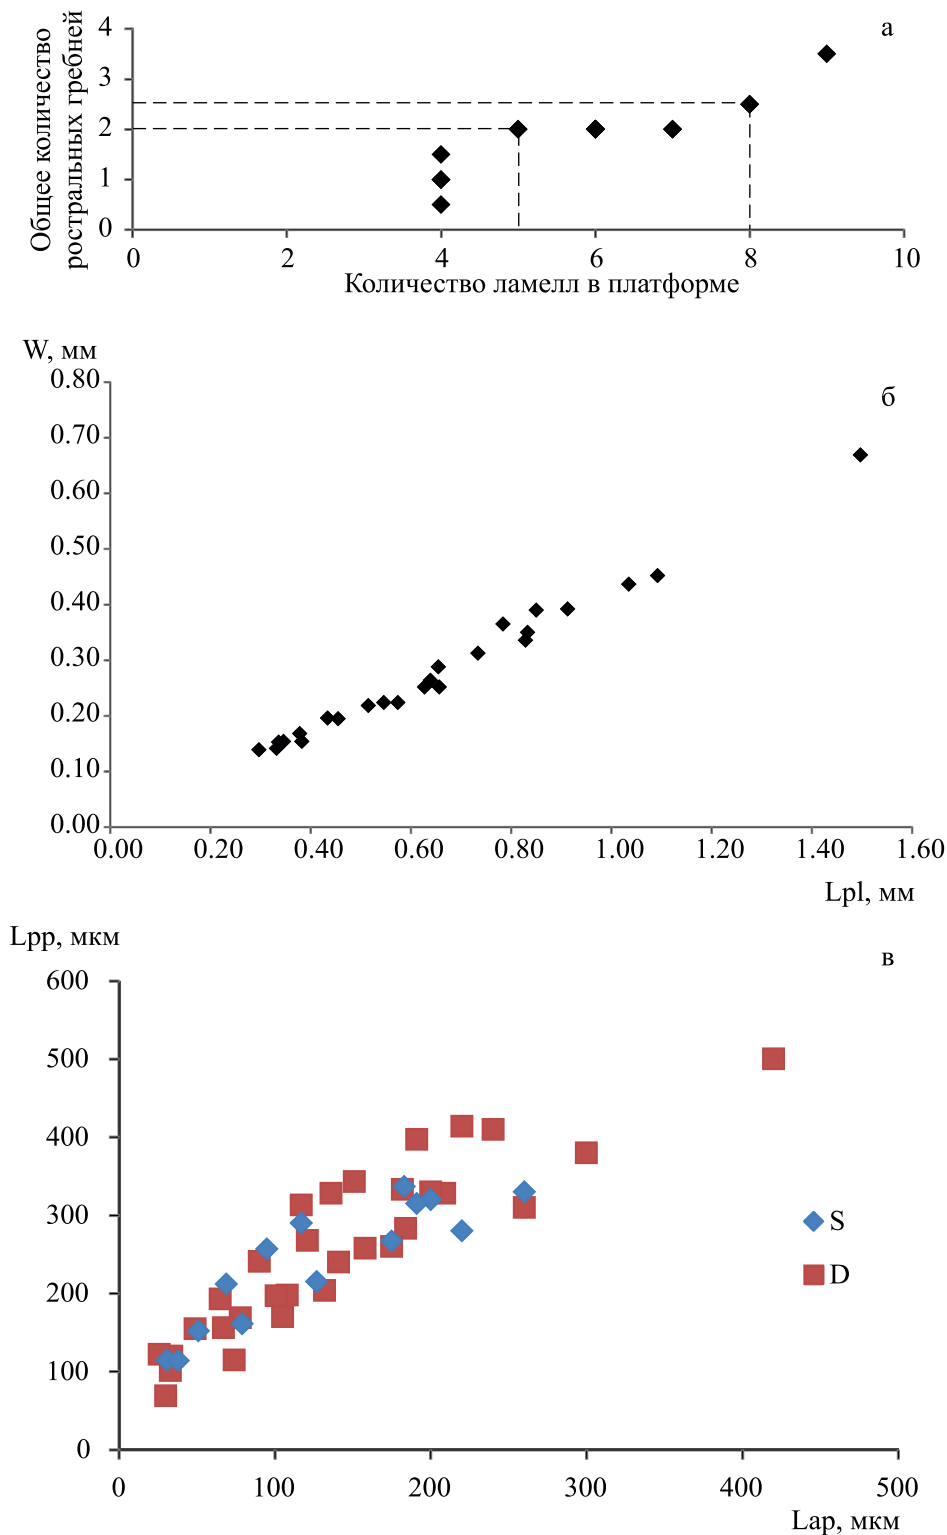 а
Общее количество
ростральных гребней
4
3
2
1
0
0 2 4 6 8 10
Количество ламелл в платформе
W, мм
б
0.80
0.70
0.60
0.50
0.40
0.30
0.20
0.10
0.00
0.00 0.20 0.40 0.60 0.80 1.00 1.20 1.40 1.60
Lpl, мм
Lpp, мкм
в
600
500
400
300
200
100
0
S
D
0 100 200 300 400 500
Lap, мкм